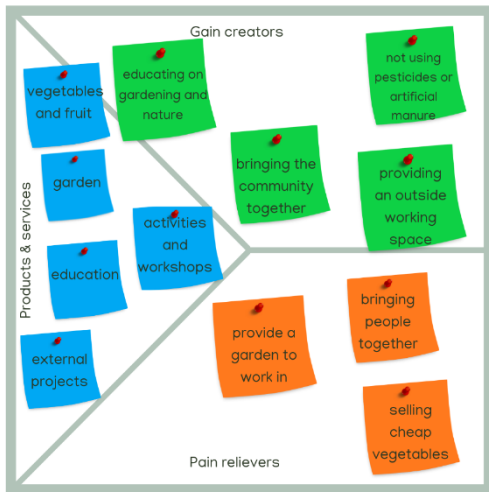 Gain creators
educating on
gardening and
nature
not using
pesticides or
artificial
manure
bringing the
community
together
providing
an outside
working
space
Products & services
vegetables
and fruit
garden
activities
and
workshops
education
external
projects
provide a
garden to
work in
bringing
people
together
selling
cheap
vegetables
Pain relievers